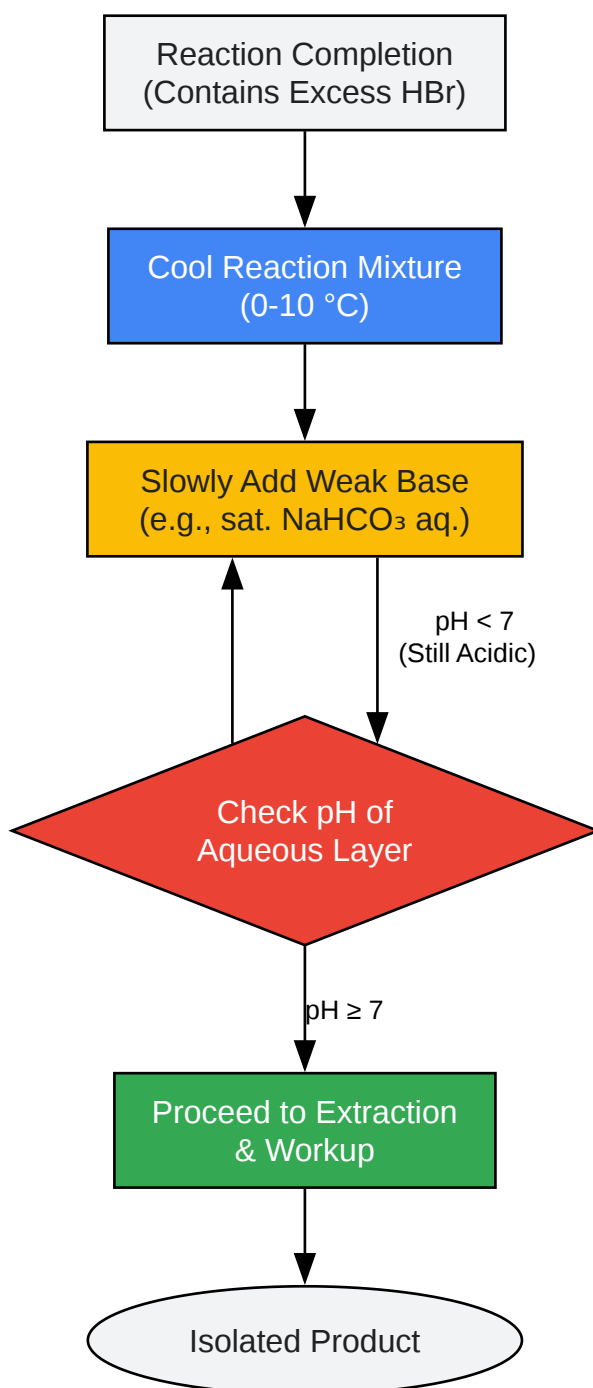 Reaction Completion
(Contains Excess HBr)
Cool Reaction Mixture
(0-10 °C)
Slowly Add Weak Base
(e.g., sat. NaHCO₃ aq.)
pH < 7
(Still Acidic)
Check pH of
Aqueous Layer
pH ≥ 7
Proceed to Extraction
& Workup
Isolated Product